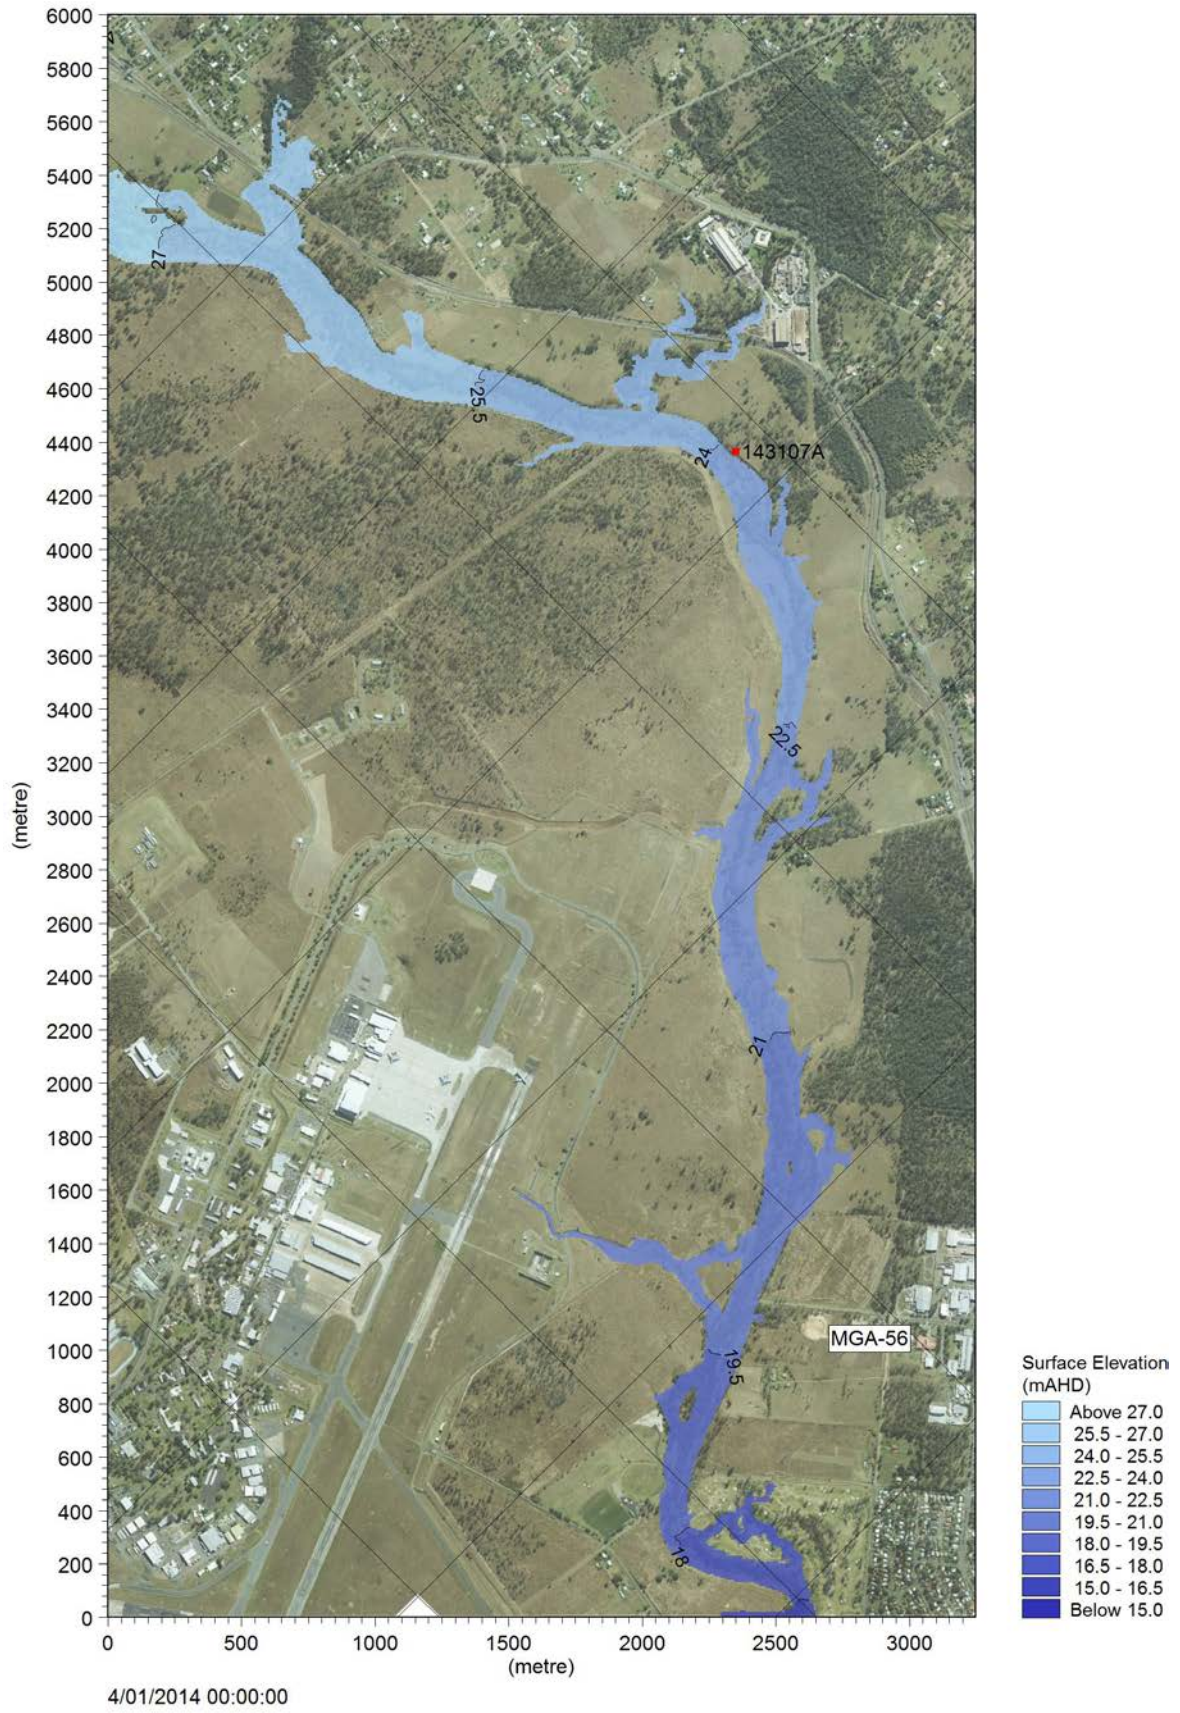 6000
5800
5600
5400
5200
5000
4800
4600
4400
4200
4000
3800
3600
3400
3200
3000
2800
2600
2400
2200
2000
1800
1600
1400
1200
1000
800
600
400
200
0
(metre)
27
25.5
24
143107A
22.5
21
19.5
18
MGA-56
0
500
1000
1500
2000
2500
3000
(metre)
4/01/2014 00:00:00
Surface Elevation
(mAHD)
Above 27.0
25.5 - 27.0
24.0 - 25.5
22.5 - 24.0
21.0 - 22.5
19.5 - 21.0
18.0 - 19.5
16.5 - 18.0
15.0 - 16.5
Below 15.0